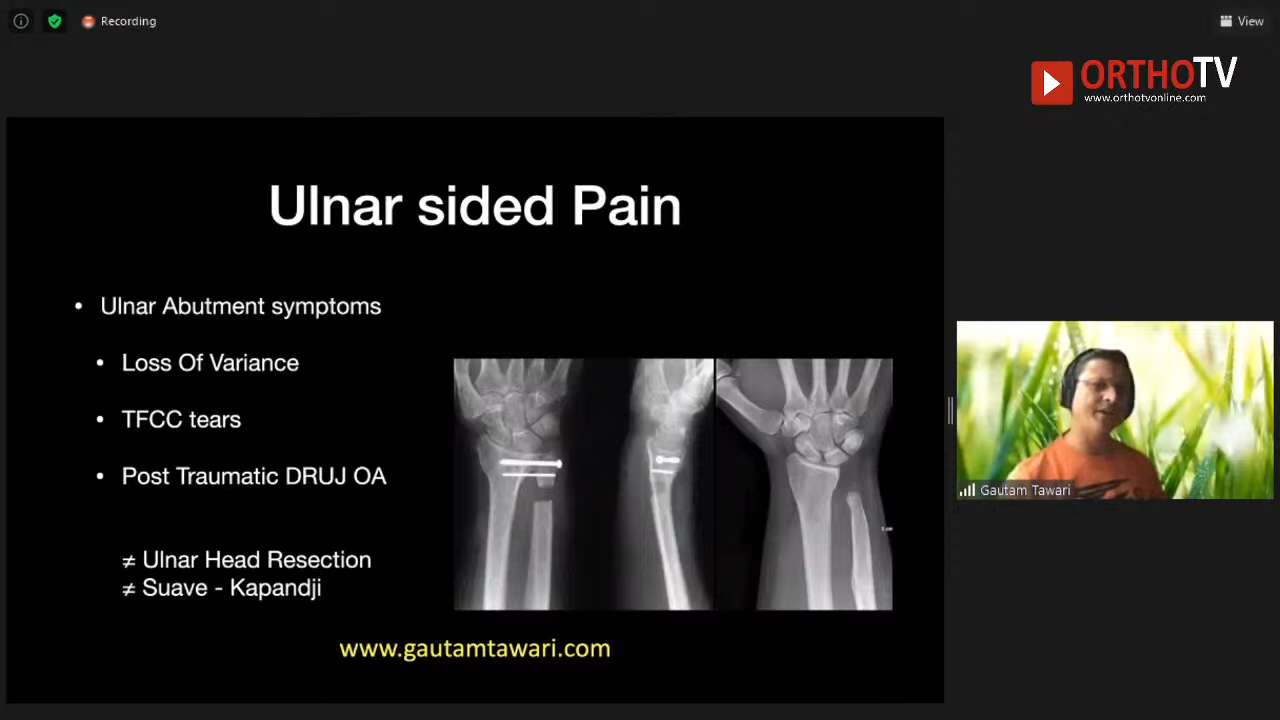 Recording
View
ORTHOTV
www.orthotvonline.com
Ulnar sided Pain
• Ulnar Abutment symptoms
• Loss Of Variance
• TFCC tears
• Post Traumatic DRUJ OA
≠ Ulnar Head Resection
≠ Suave - Kapandji
www.gautamtawari.com
Gautam Tawari